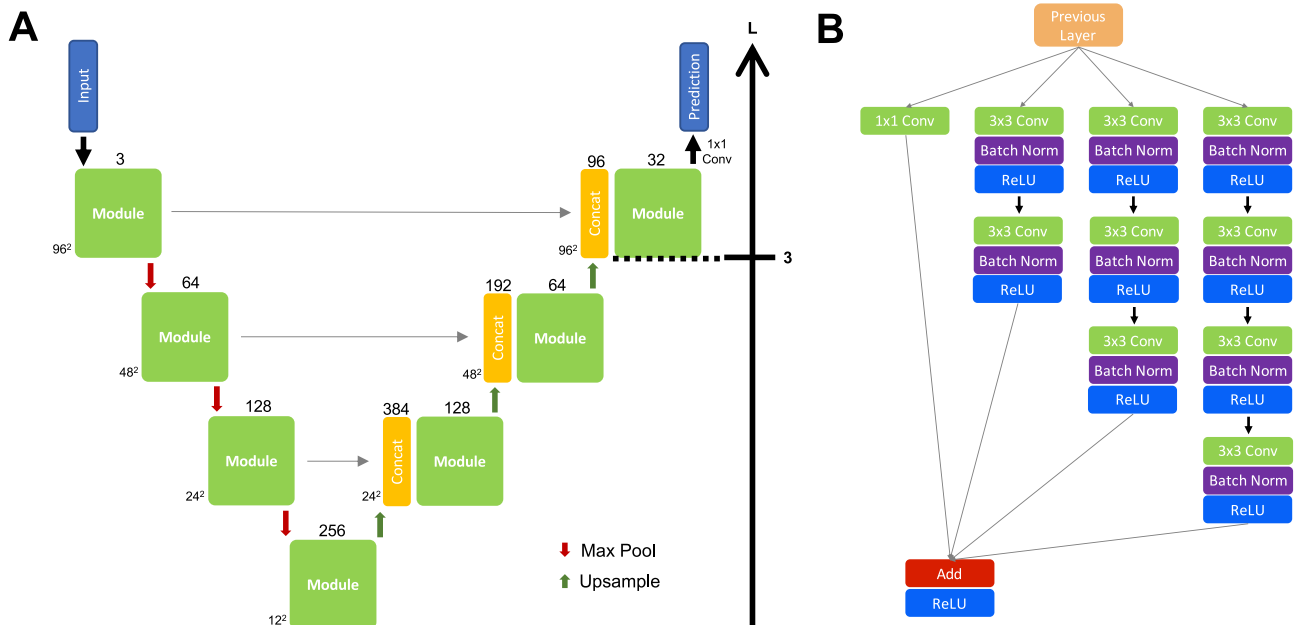 A
Input
3
Module
96²
64
Module
48²
128
Module
24²
256
Module
12²
384
Concat
24²
128
Module
192
Concat
48²
64
Module
96
Concat
96²
32
Module
1x1
Conv
Prediction
L
3
Max Pool
Upsample
B
Previous
Layer
1x1 Conv
3x3 Conv
Batch Norm
ReLU
3x3 Conv
Batch Norm
ReLU
3x3 Conv
Batch Norm
ReLU
3x3 Conv
Batch Norm
ReLU
3x3 Conv
Batch Norm
ReLU
3x3 Conv
Batch Norm
ReLU
3x3 Conv
Batch Norm
ReLU
3x3 Conv
Batch Norm
ReLU
3x3 Conv
Batch Norm
ReLU
Add
ReLU